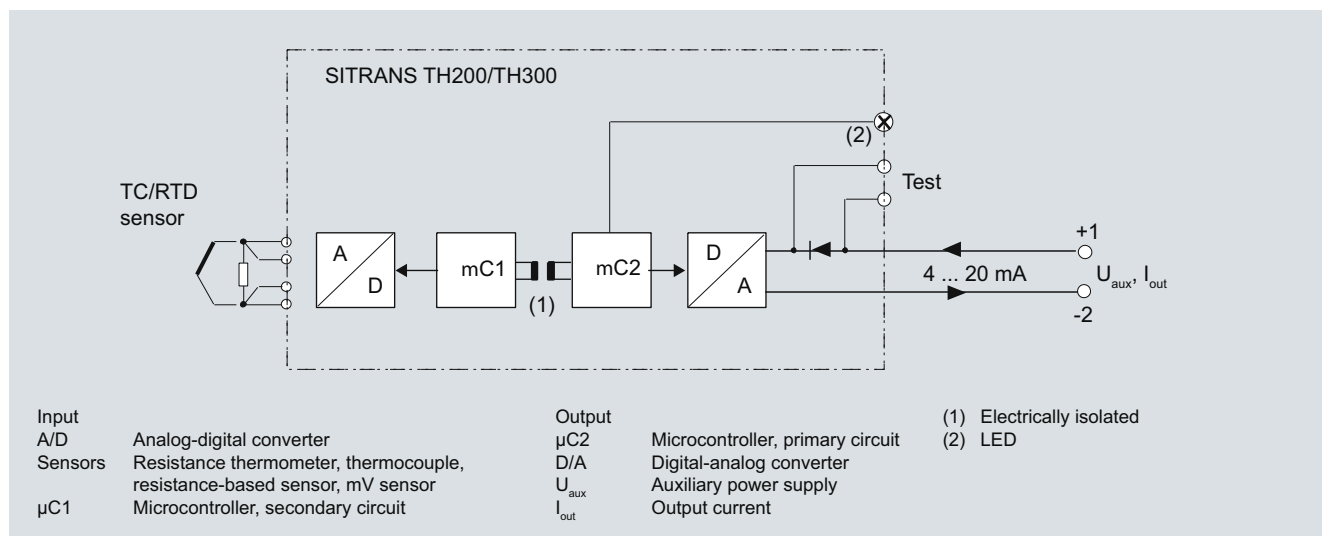 SITRANS TH200/TH300
(2)
Test
TC/RTD
sensor
A
D
mC1
(1)
mC2
D
A
+1
4 ... 20 mA
Uaux, Iout
-2
Input
A/D Analog-digital converter
Sensors Resistance thermometer, thermocouple,
resistance-based sensor, mV sensor
µC1 Microcontroller, secondary circuit
Output
µC2 Microcontroller, primary circuit
D/A Digital-analog converter
Uaux Auxiliary power supply
Iout Output current
(1) Electrically isolated
(2) LED